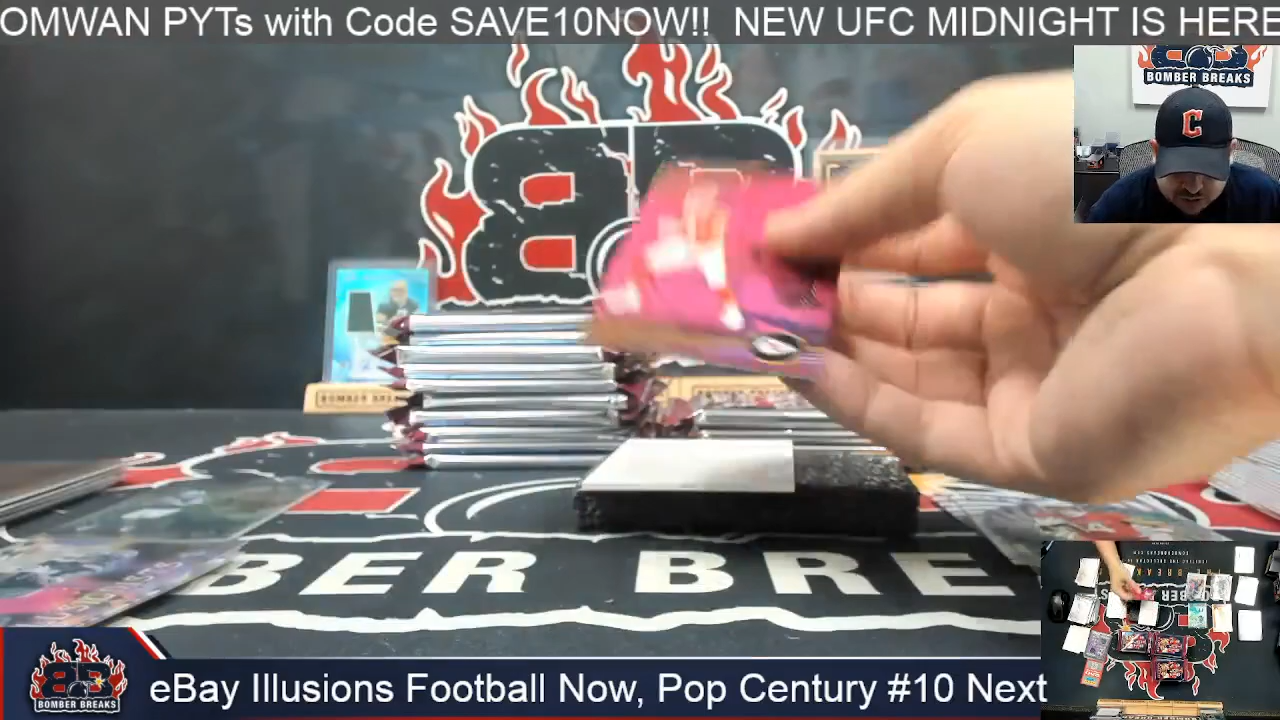 OMWAN PYTs with Code SAVE10NOW!! NEW UFC MIDNIGHT IS HERE
BOMBER BREAKS
C
BOMBER BREA
BER BRE
BOMBER BREAKS
eBay Illusions Football Now, Pop Century #10 Next